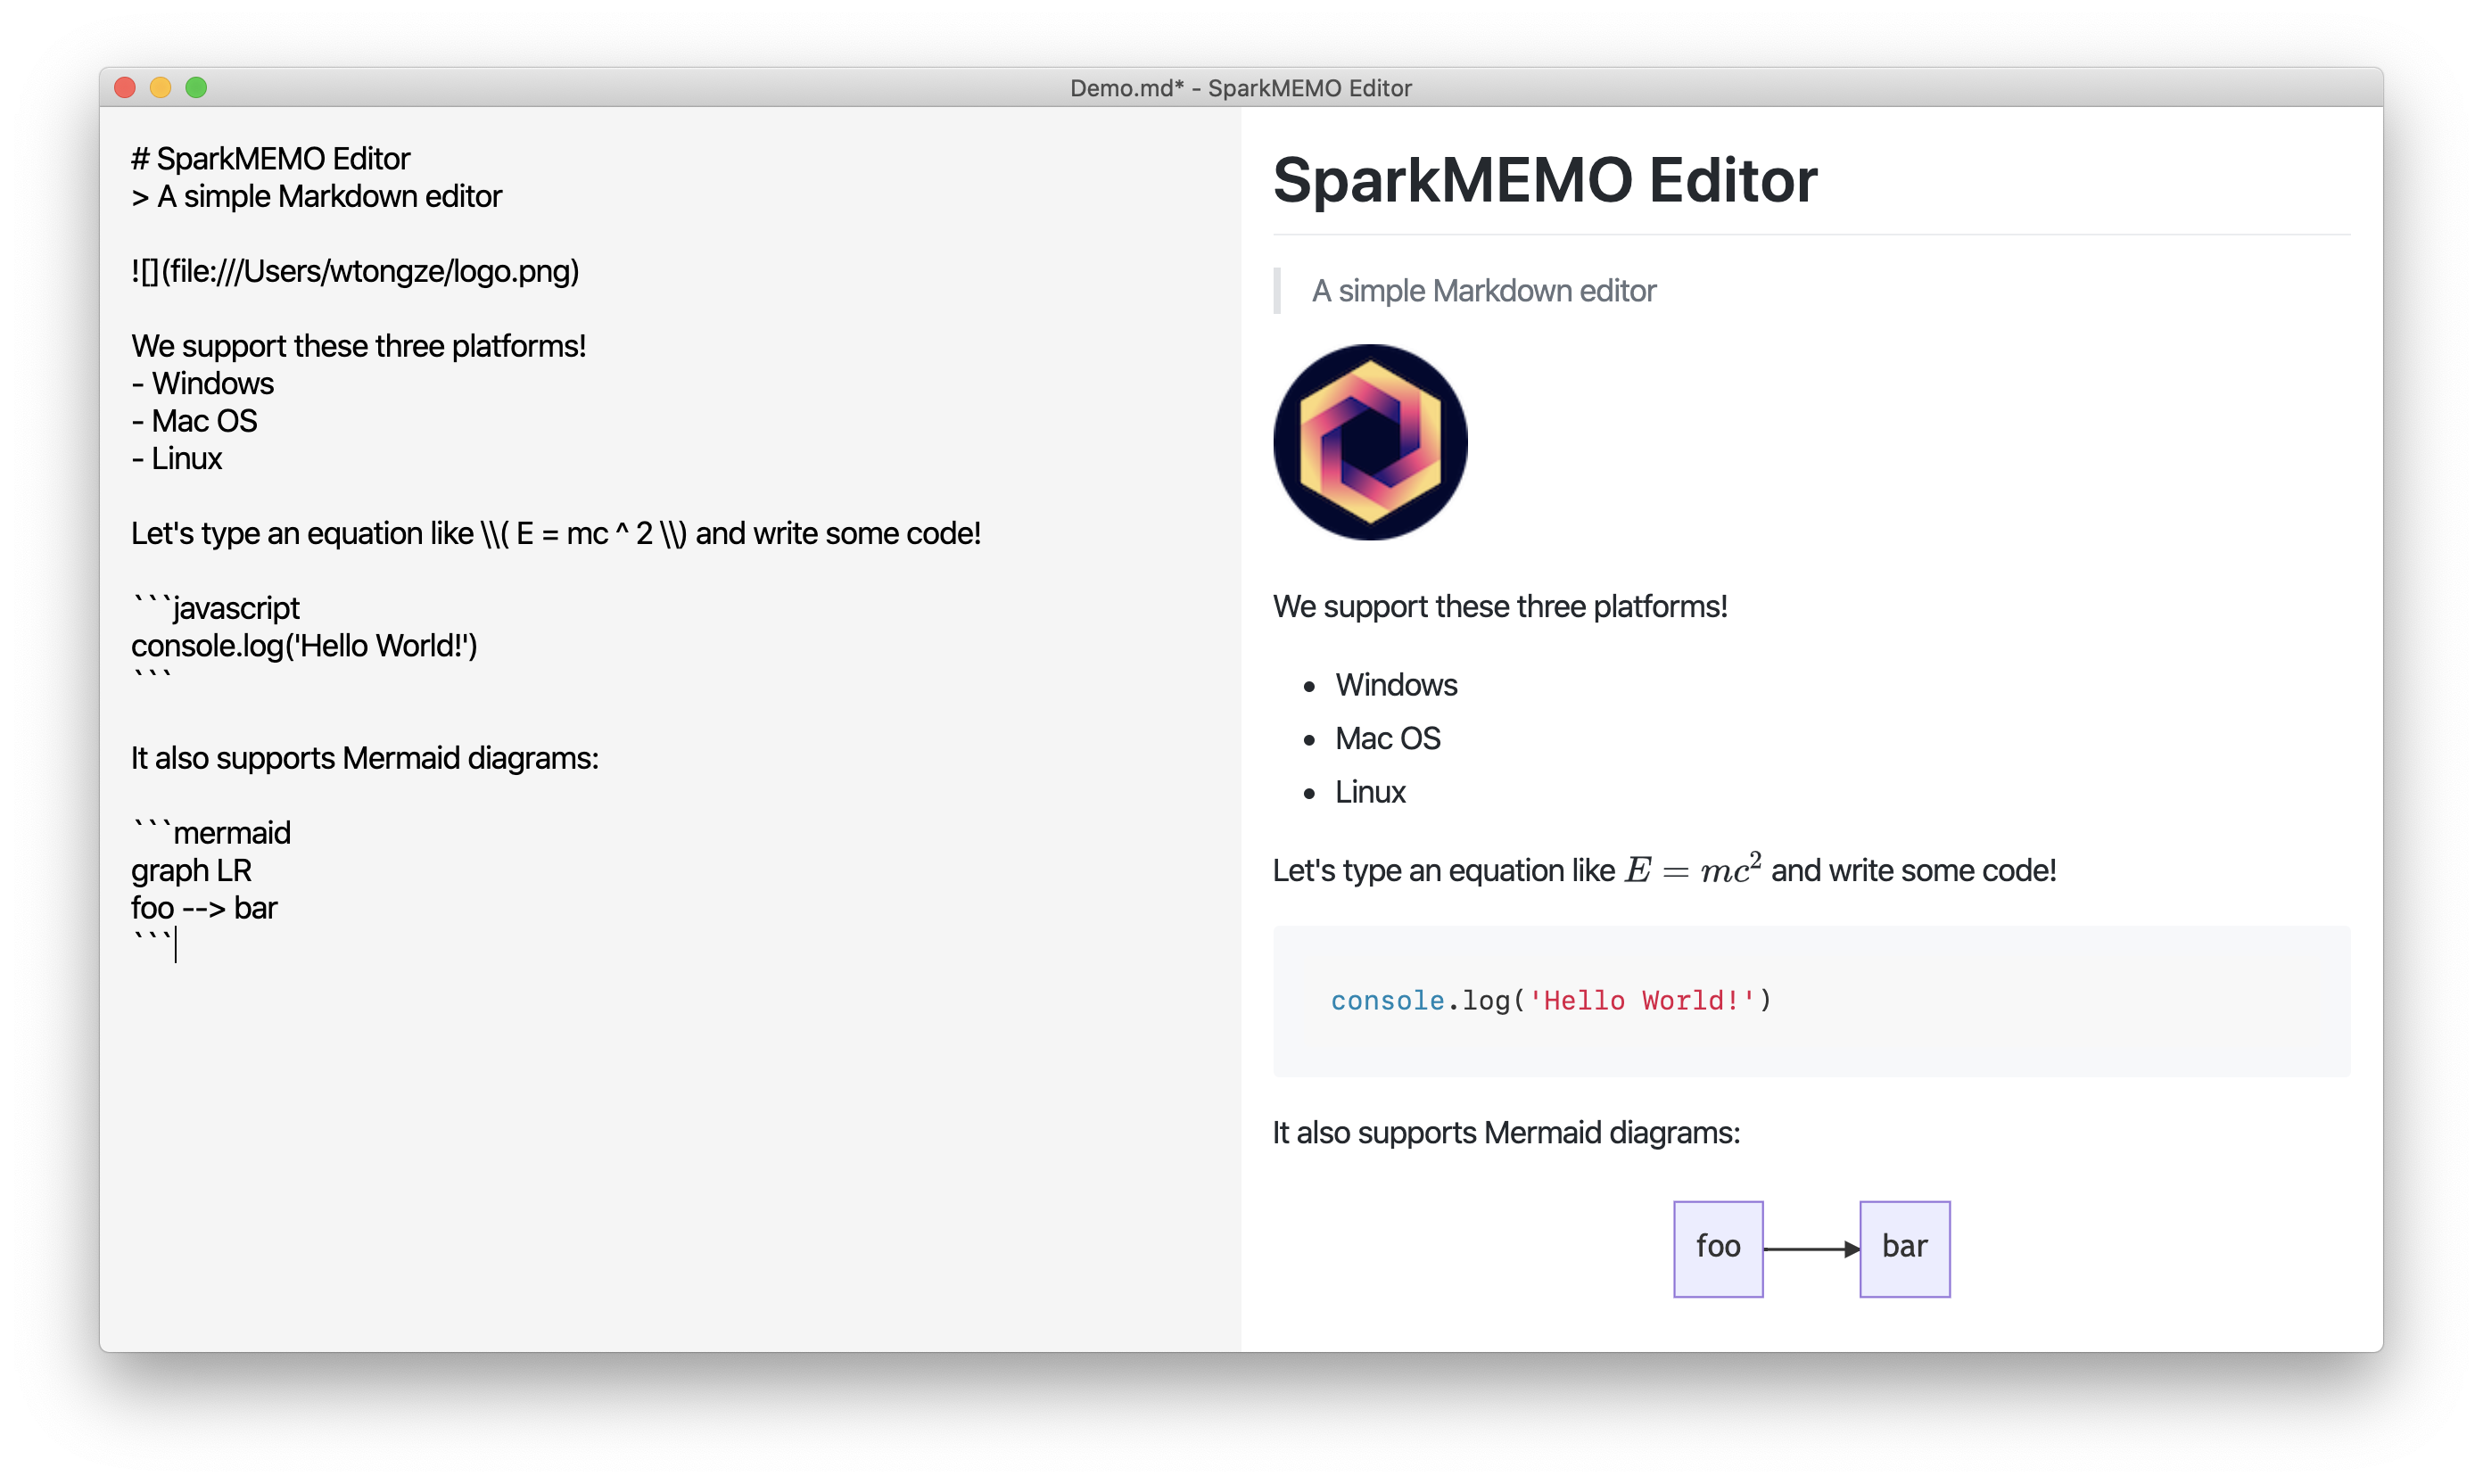 Demo.md* - SparkMEMO Editor
# SparkMEMO Editor
> A simple Markdown editor
![](file:///Users/wtongze/logo.png)
We support these three platforms!
- Windows
- Mac OS
- Linux
Let's type an equation like \\( E = mc ^ 2 \\) and write some code!
```javascript
console.log('Hello World!')
```
It also supports Mermaid diagrams:
```mermaid
graph LR
foo --> bar
```
SparkMEMO Editor
A simple Markdown editor
We support these three platforms!
• Windows
• Mac OS
• Linux
Let's type an equation like E = mc² and write some code!
console.log('Hello World!')
It also supports Mermaid diagrams:
foo bar